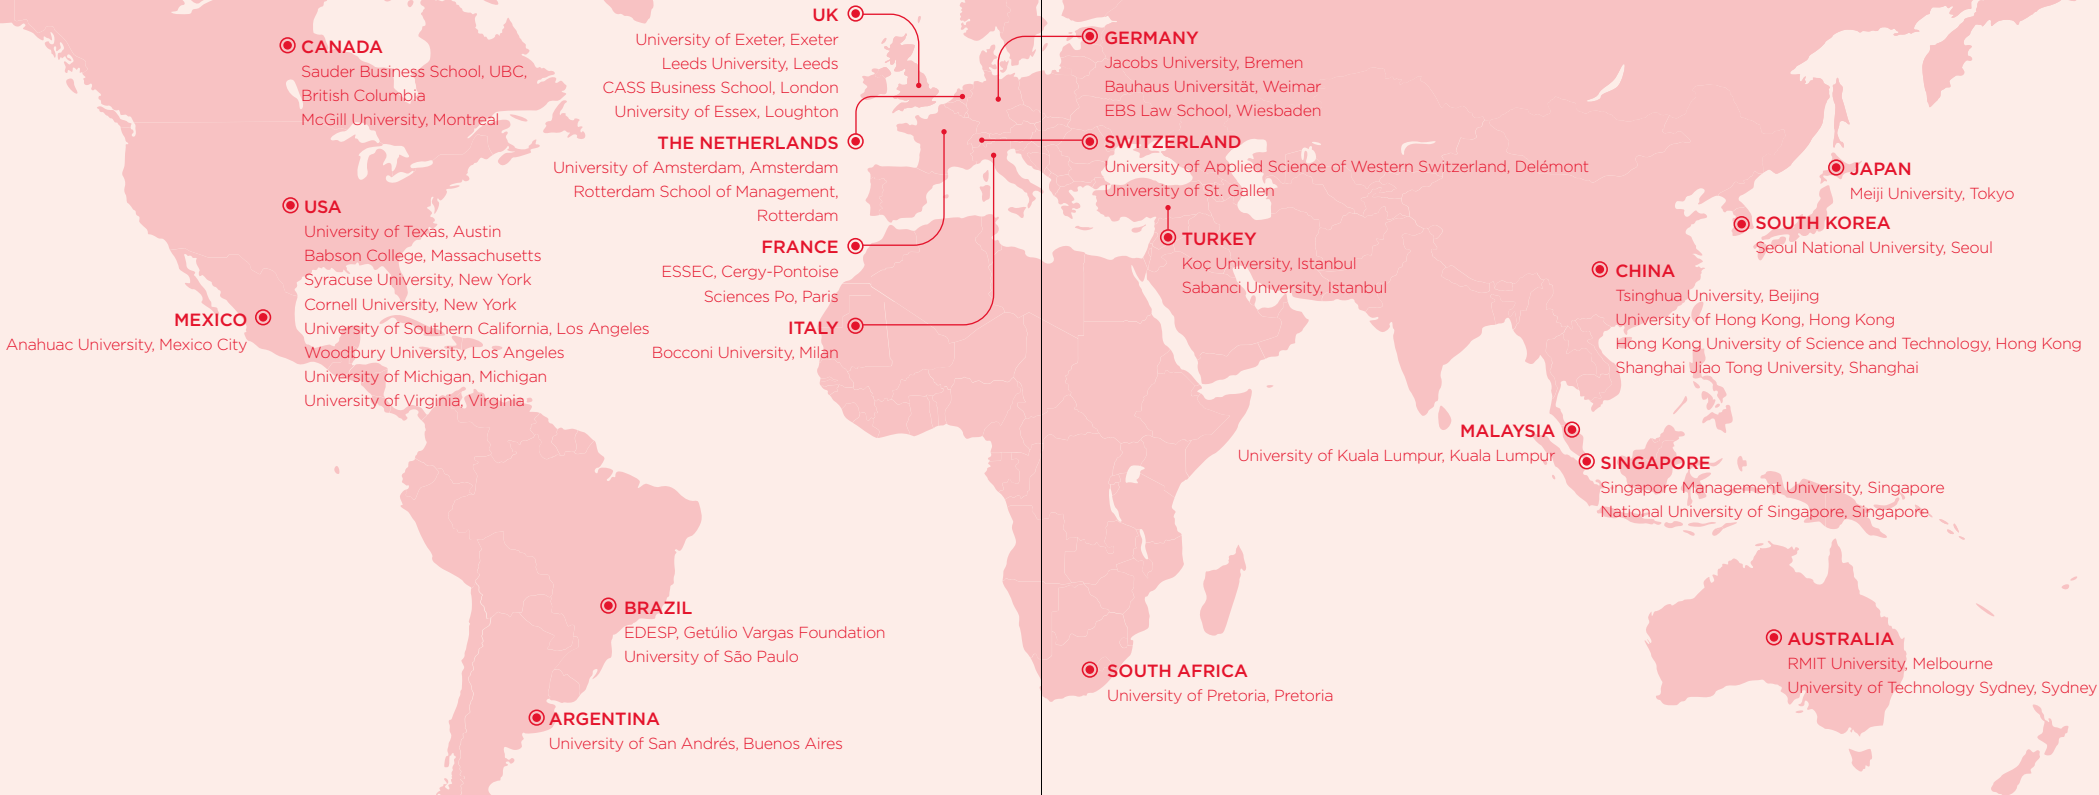 CANADA
Sauder Business School, UBC,
British Columbia
McGill University, Montreal
USA
University of Texas, Austin
Babson College, Massachusetts
Syracuse University, New York
Cornell University, New York
University of Southern California, Los Angeles
Woodbury University, Los Angeles
University of Michigan, Michigan
University of Virginia, Virginia
MEXICO
Anahuac University, Mexico City
BRAZIL
EDESP, Getúlio Vargas Foundation
University of São Paulo
ARGENTINA
University of San Andrés, Buenos Aires
UK
University of Exeter, Exeter
Leeds University, Leeds
CASS Business School, London
University of Essex, Loughton
THE NETHERLANDS
University of Amsterdam, Amsterdam
Rotterdam School of Management,
Rotterdam
FRANCE
ESSEC, Cergy-Pontoise
Sciences Po, Paris
ITALY
Bocconi University, Milan
GERMANY
Jacobs University, Bremen
Bauhaus Universität, Weimar
EBS Law School, Wiesbaden
SWITZERLAND
University of Applied Science of Western Switzerland, Delémont
University of St. Gallen
TURKEY
Koç University, Istanbul
Sabanci University, Istanbul
SOUTH AFRICA
University of Pretoria, Pretoria
JAPAN
Meiji University, Tokyo
SOUTH KOREA
Seoul National University, Seoul
CHINA
Tsinghua University, Beijing
University of Hong Kong, Hong Kong
Hong Kong University of Science and Technology, Hong Kong
Shanghai Jiao Tong University, Shanghai
MALAYSIA
University of Kuala Lumpur, Kuala Lumpur
SINGAPORE
Singapore Management University, Singapore
National University of Singapore, Singapore
AUSTRALIA
RMIT University, Melbourne
University of Technology Sydney, Sydney